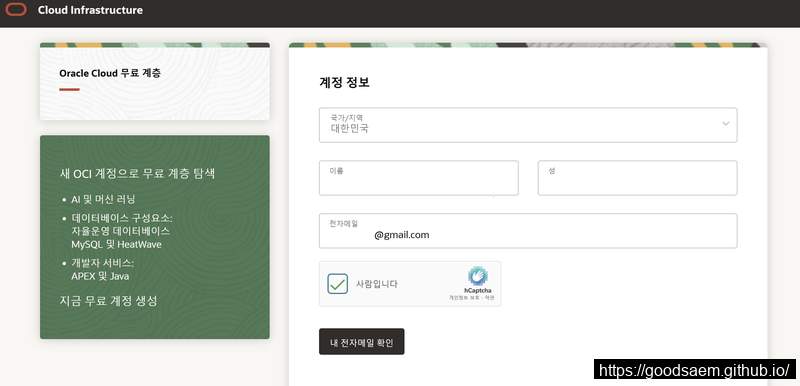 Cloud Infrastructure
Oracle Cloud 무료 계층
새 OCI 계정으로 무료 계층 탐색
• AI 및 머신 러닝
• 데이터베이스 구성요소:
자율운영 데이터베이스
MySQL 및 HeatWave
• 개발자 서비스:
APEX 및 Java
지금 무료 계정 생성
계정 정보
국가/지역
대한민국
이름
성
전자메일
@gmail.com
사람입니다
hCaptcha
개인정보 보호 - 약관
내 전자메일 확인
https://goodsaem.github.io/